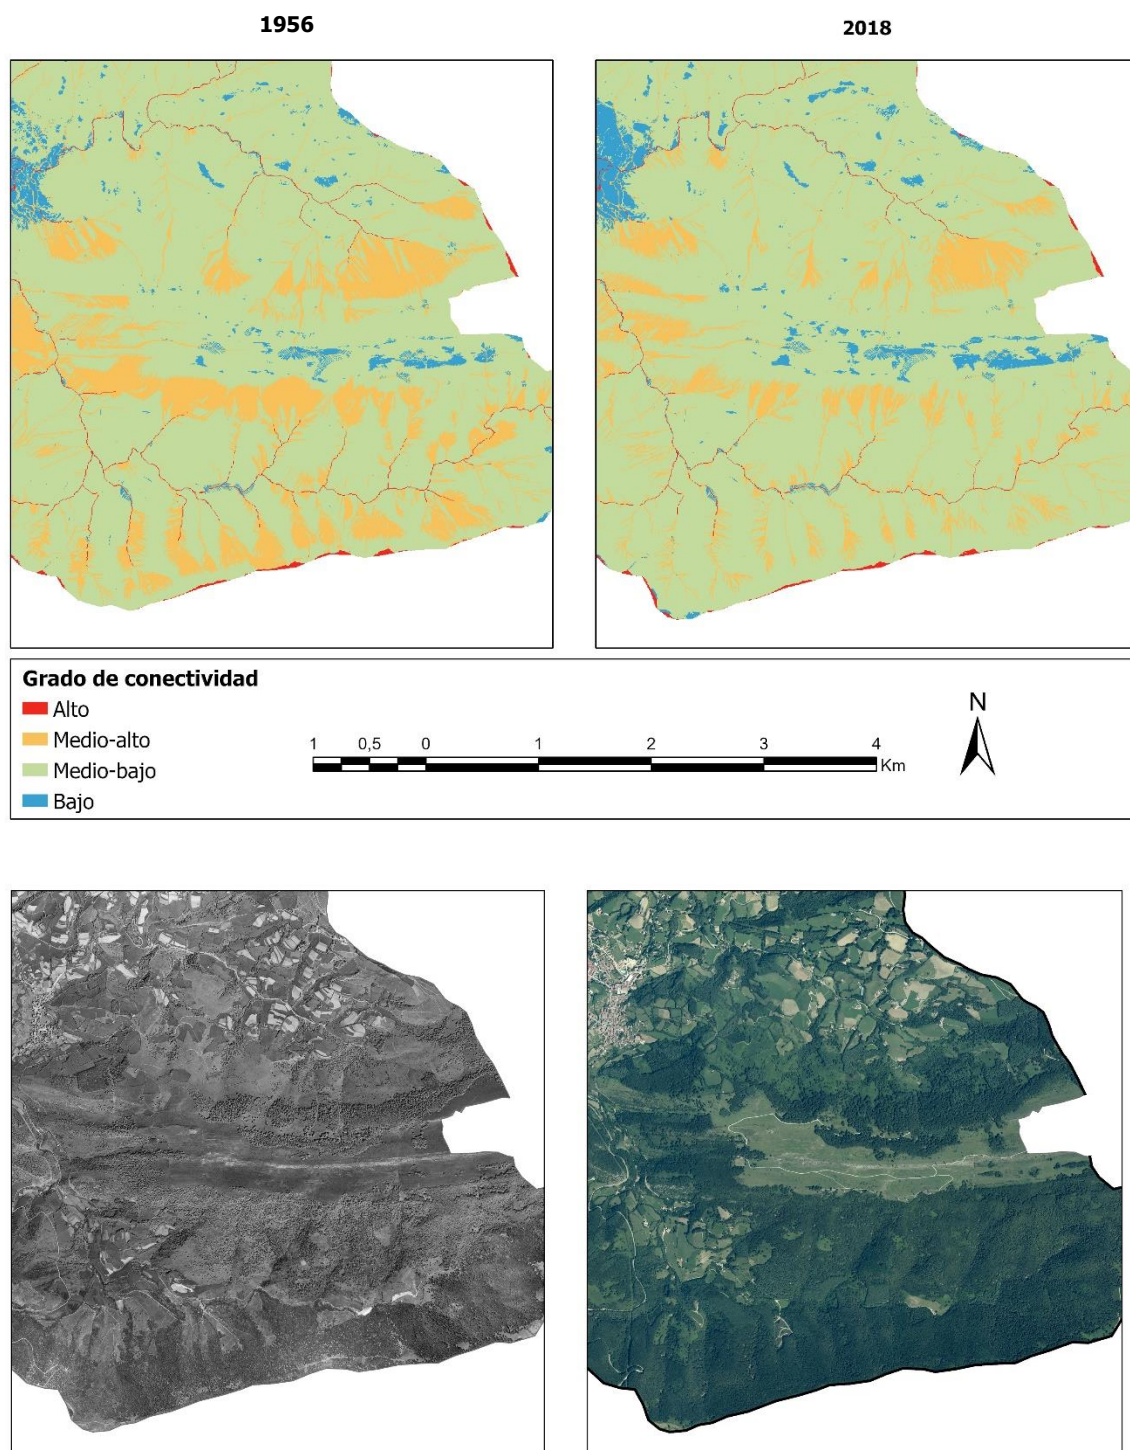 1956
2018
Grado de conectividad
Alto
Medio-alto
Medio-bajo
Bajo
1 0,5 0 1 2 3 4
Km
N